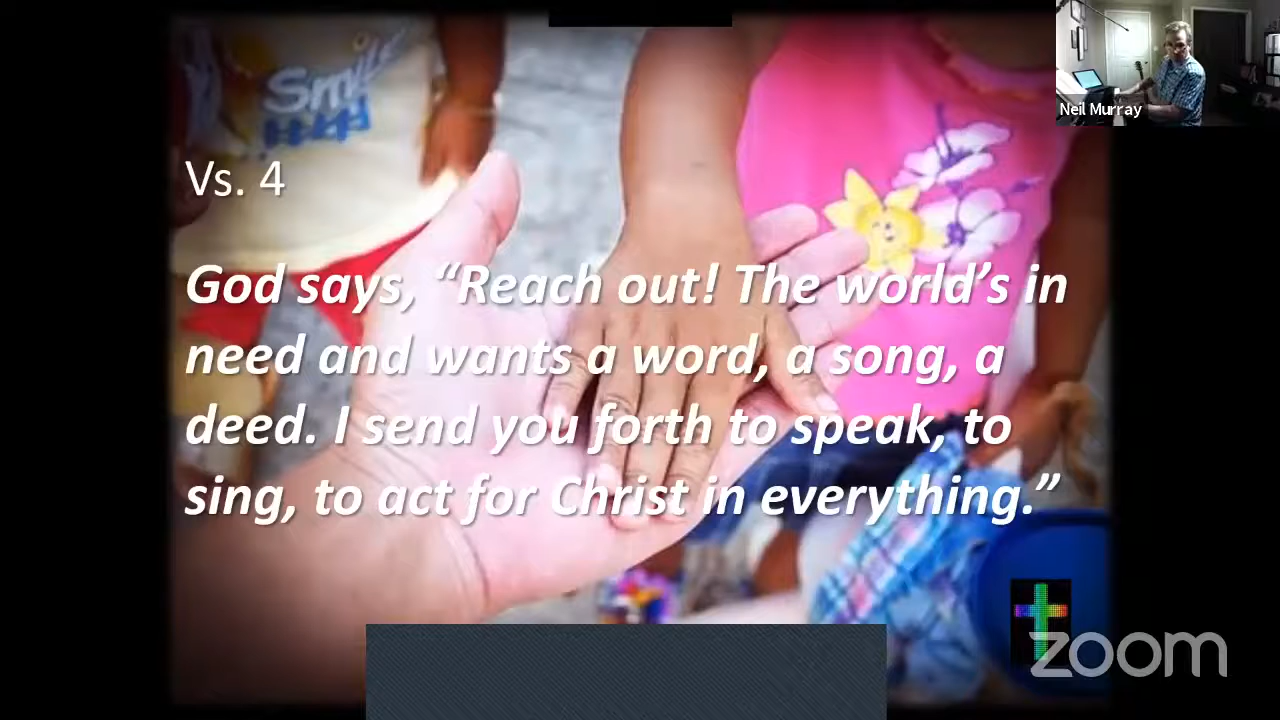 Smile
Neil Murray
Vs. 4
God says, “Reach out! The world’s in
need and wants a word, a song, a
deed. I send you forth to speak, to
sing, to act for Christ in everything.”
zoom